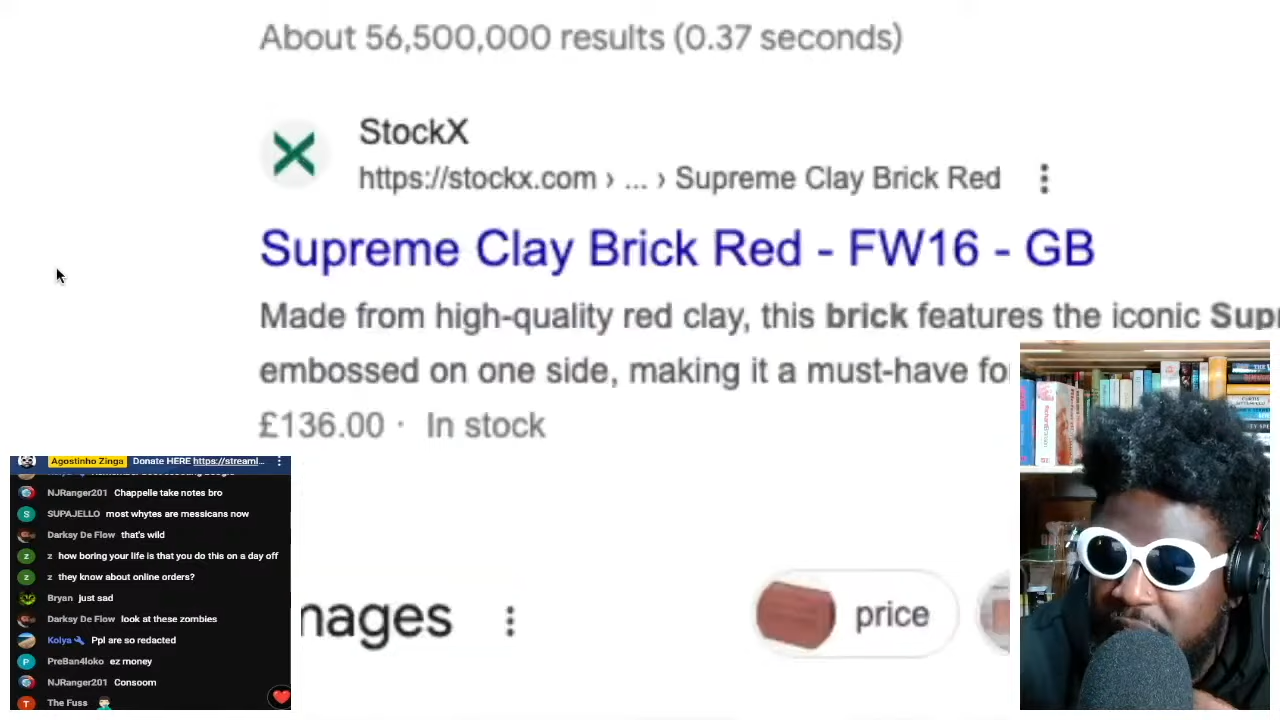 About 56,500,000 results (0.37 seconds)
StockX
https://stockx.com › ... › Supreme Clay Brick Red
Supreme Clay Brick Red - FW16 - GB
Made from high-quality red clay, this brick features the iconic Sup
embossed on one side, making it a must-have fo
£136.00 · In stock
nages
price
Agostinho Zinga Donate HERE https://streaml...
NJRanger201 Chappelle take notes bro
SUPAJELLO most whytes are messicans now
Darksy De Flow that's wild
z how boring your life is that you do this on a day off
z they know about online orders?
Bryan just sad
Darksy De Flow look at these zombies
Kolya Ppl are so redacted
PreBan4loko ez money
NJRanger201 Consoom
The Fuss